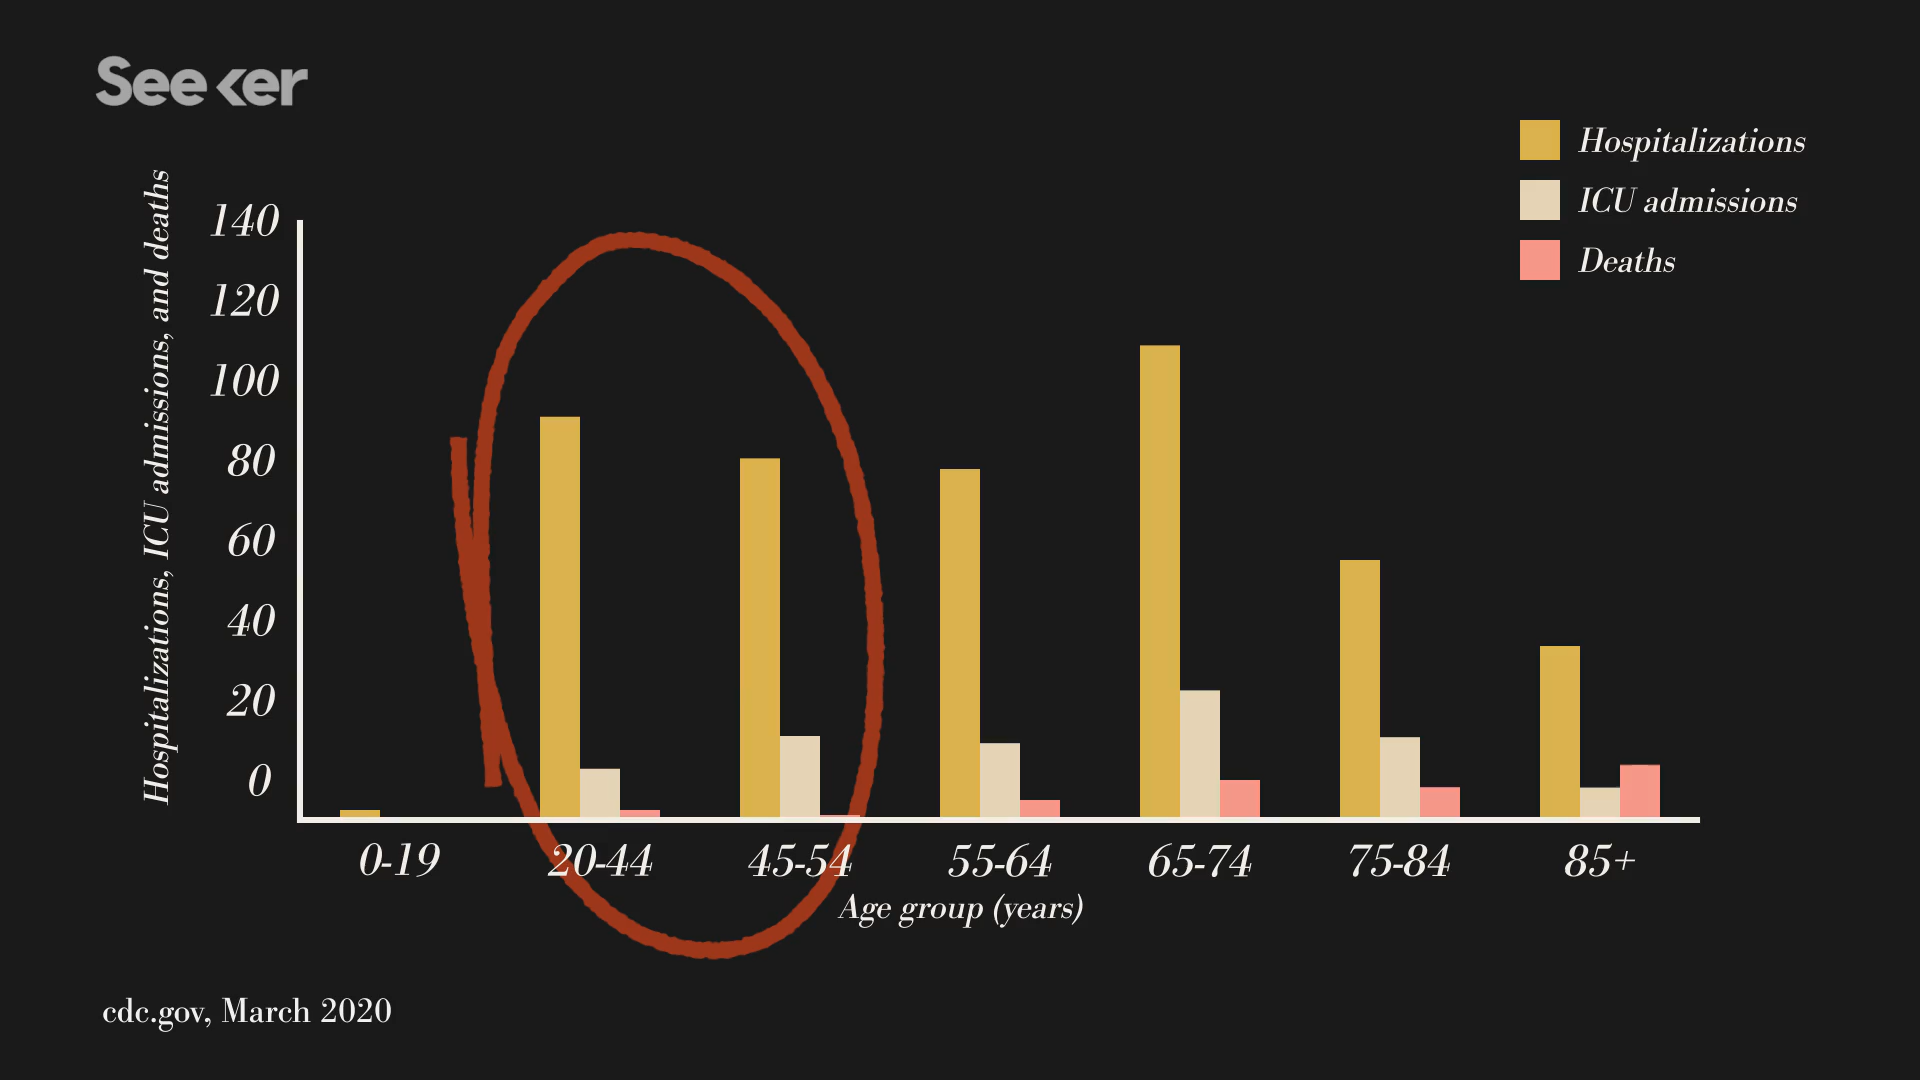 Seeker
Hospitalizations
ICU admissions
Deaths
Hospitalizations, ICU admissions, and deaths
140
120
100
80
60
40
20
0
0-19 20-44 45-54 55-64 65-74 75-84 85+
Age group (years)
cdc.gov, March 2020